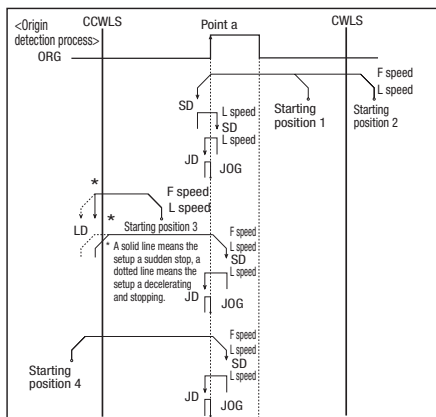 <Origin
detection process>
CCWLS
Point a
CWLS
ORG
F speed
L speed
SD
Starting
position 1
Starting
position 2
L speed
SD
L speed
JD
JOG
*
F speed
L speed
LD
*
Starting position 3
F speed
L speed
SD
* A solid line means the
setup a sudden stop, a
dotted line means the
setup a decelerating
and stopping.
L speed
JD
JOG
F speed
L speed
SD
Starting
position 4
L speed
JD
JOG